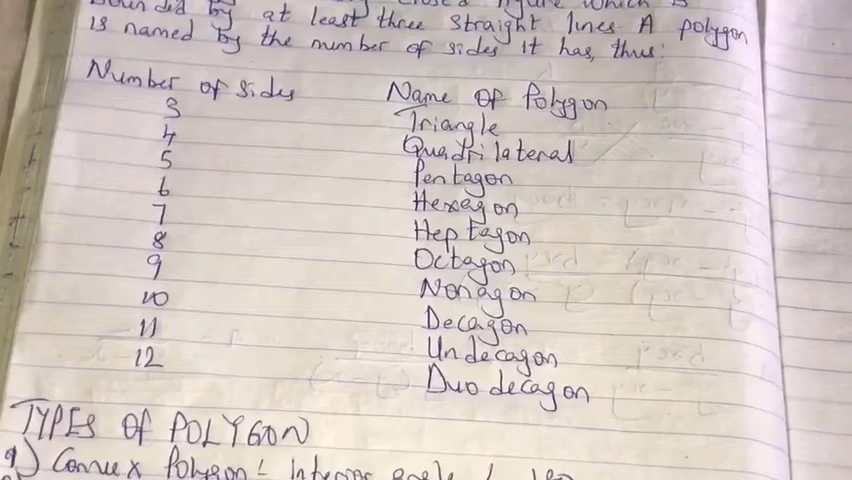 bounded by at least three straight lines. A polygon
is named by the number of sides it has, thus:
Number of sides Name of Polygon
3 Triangle
4 Quadrilateral
5 Pentagon
6 Hexagon
7 Heptagon
8 Octagon
9 Nonagon
10 Decagon
11 Undecagon
12 Duodecagon
TYPES OF POLYGON
a) Convex Polygon: Interior angle